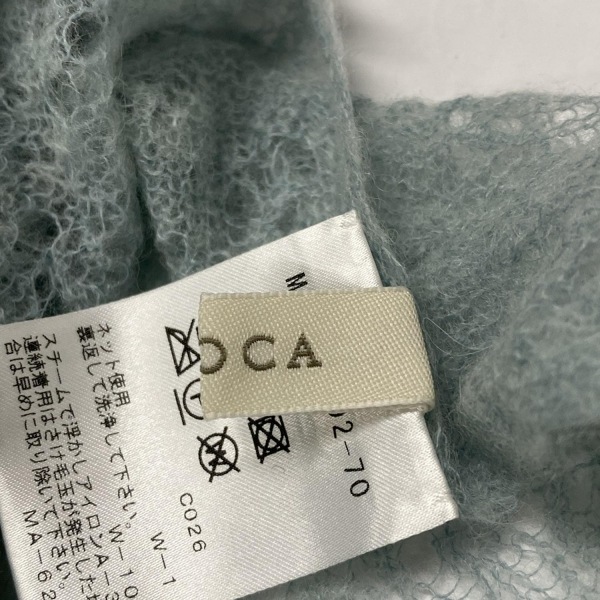 OCA
02-70
C026
W-1
ネット使用 W-10
裏返して洗浄して下さい。
スチームで浮かしアイロンA-3
連続着用はさけ毛玉が発生した
合は早めに取り除いて下さい。
MA-62